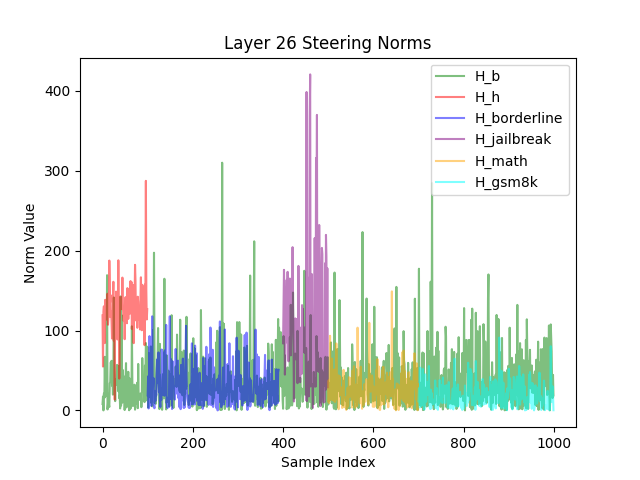 Layer 26 Steering Norms
Norm Value
400
300
200
100
0
H_b
H_h
H_borderline
H_jailbreak
H_math
H_gsm8k
0 200 400 600 800 1000
Sample Index